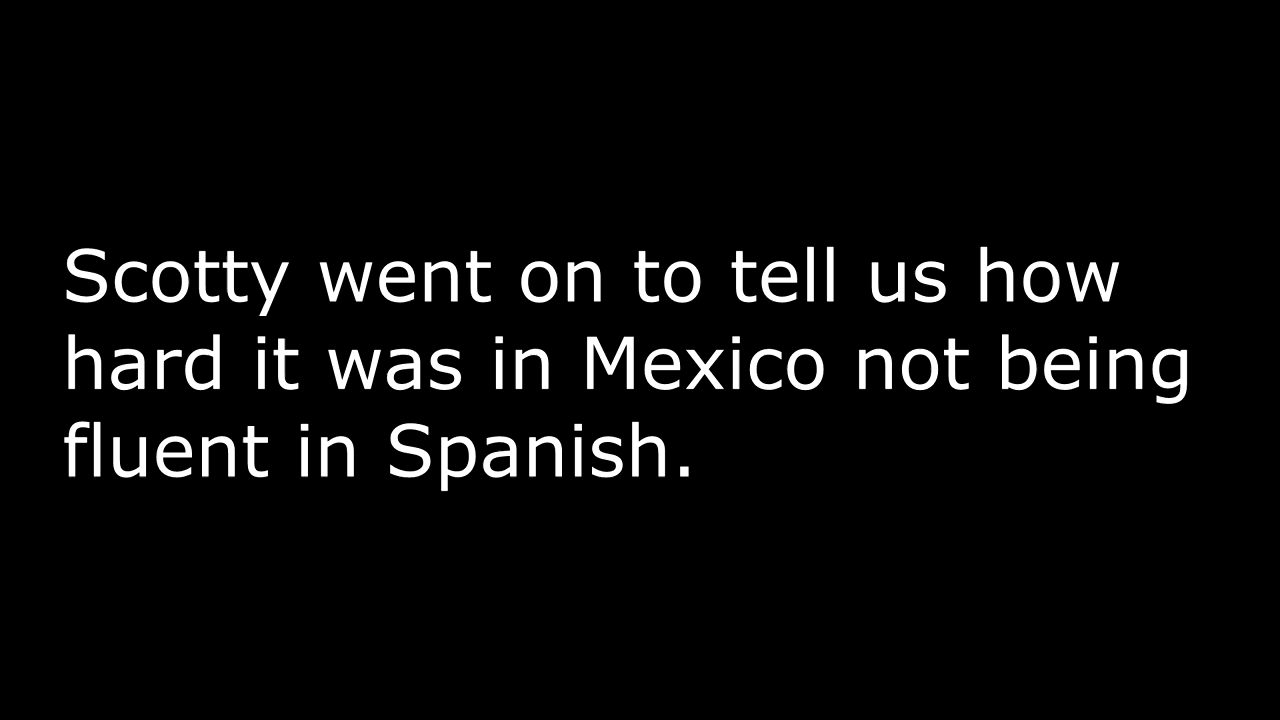 Scotty went on to tell us how
hard it was in Mexico not being
fluent in Spanish.